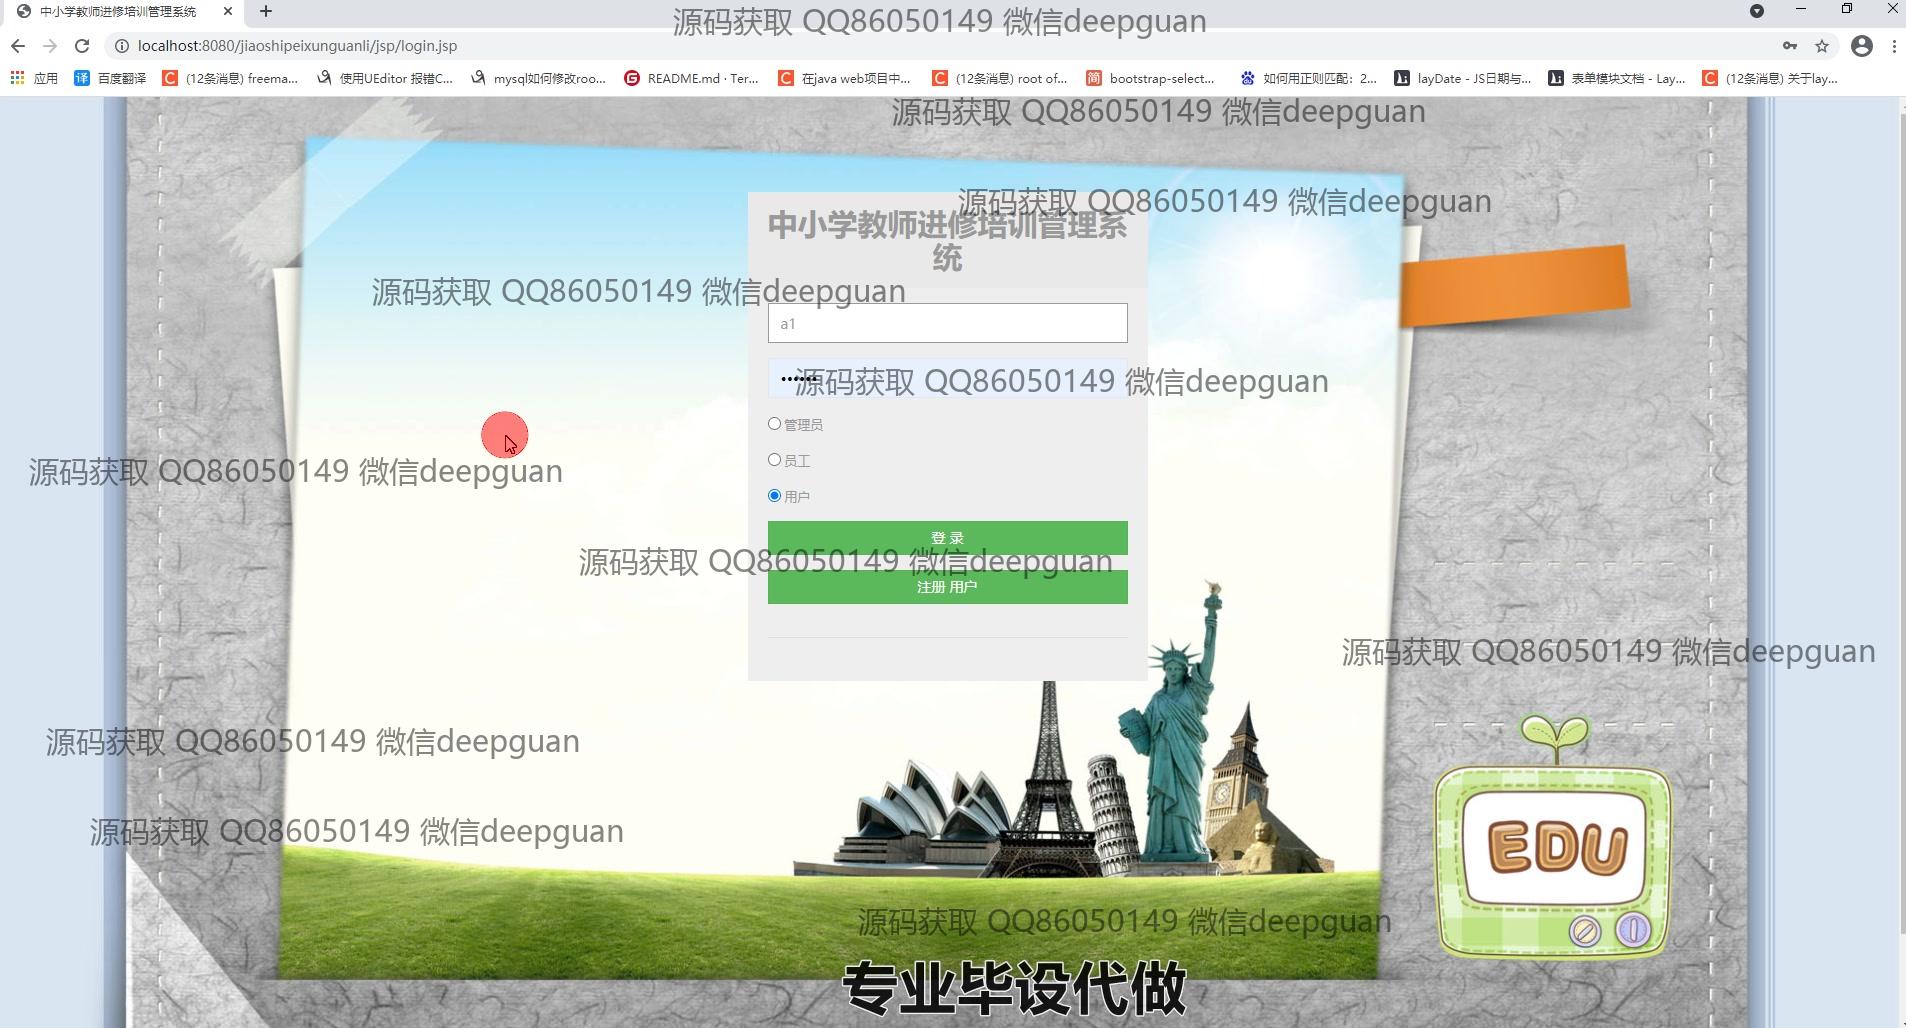 中小学教师进修培训管理系统
源码获取 QQ86050149 微信deepguan
localhost:8080/jiaoshipeixunguanli/jsp/login.jsp
应用
百度翻译
(12条消息) freema...
使用UEditor 报错C...
mysql如何修改roo...
README.md · Ter...
在java web项目中...
(12条消息) root of...
bootstrap-select...
如何用正则匹配：2...
layDate - JS日期与...
表单模块文档 - Lay...
(12条消息) 关于lay...
源码获取 QQ86050149 微信deepguan
源码获取 QQ86050149 微信deepguan
中小学教师进修培训管理系
统
源码获取 QQ86050149 微信deepguan
a1
源码获取 QQ86050149 微信deepguan
管理员
员工
源码获取 QQ86050149 微信deepguan
用户
登 录
源码获取 QQ86050149 微信deepguan
注册 用户
源码获取 QQ86050149 微信deepguan
源码获取 QQ86050149 微信deepguan
源码获取 QQ86050149 微信deepguan
EDU
源码获取 QQ86050149 微信deepguan
专业毕设代做